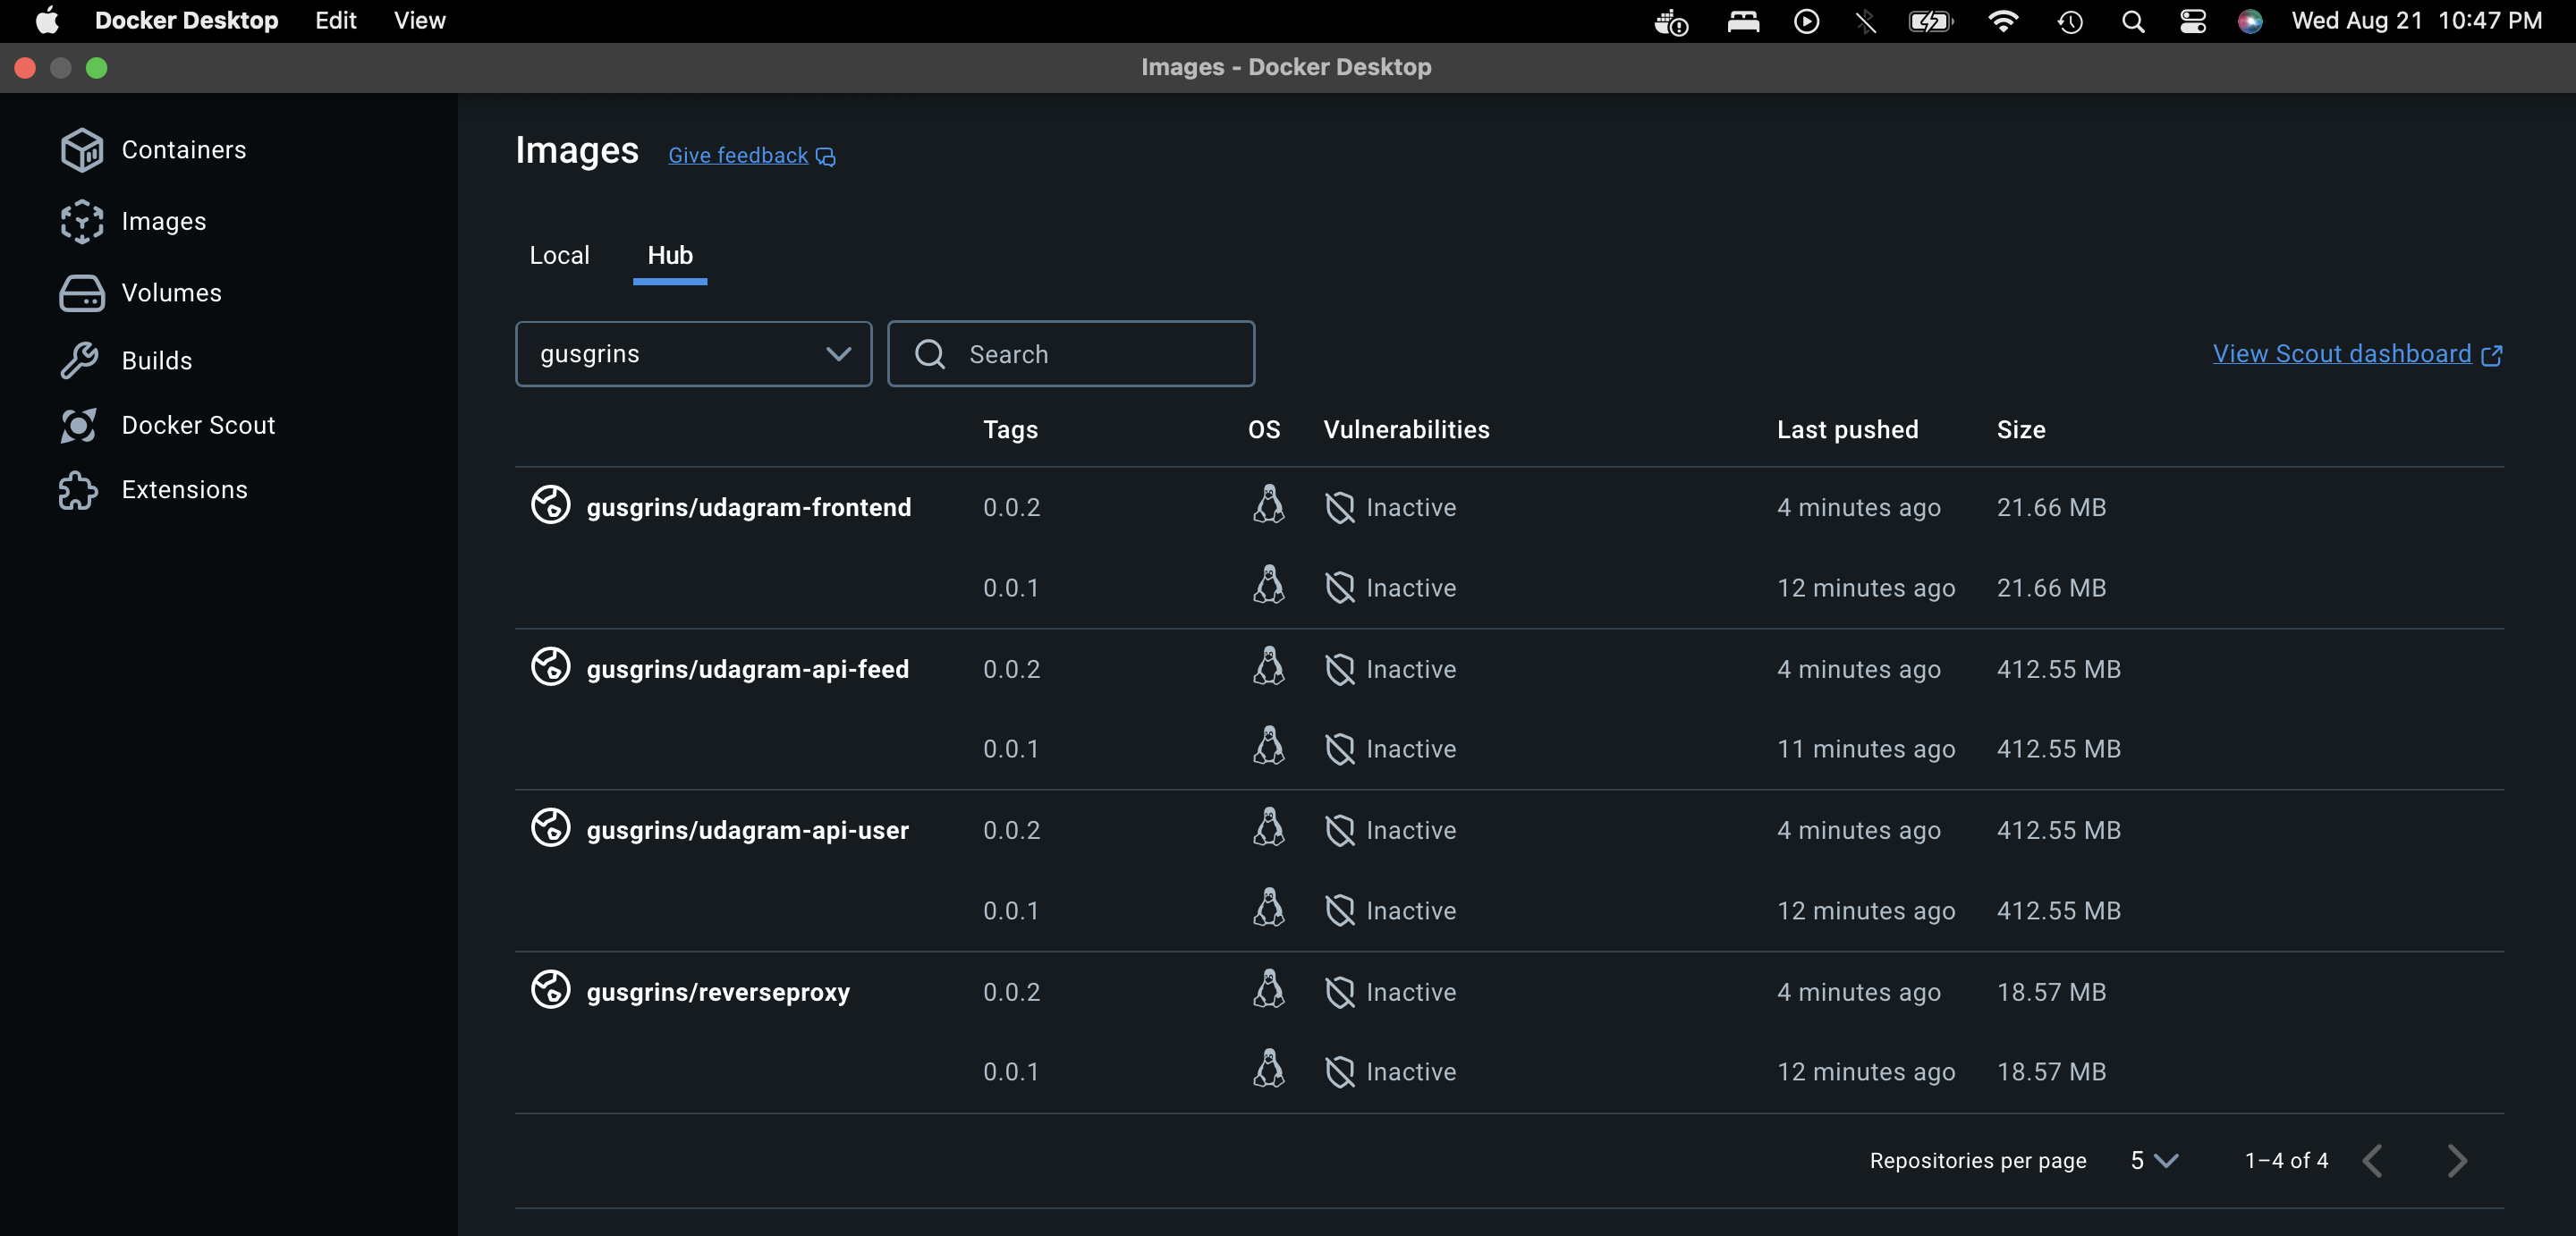 Docker Desktop Edit View Wed Aug 21 10:47 PM
Images - Docker Desktop
Containers
Images
Volumes
Builds
Docker Scout
Extensions
Images Give feedback
Local Hub
gusgrins Search View Scout dashboard
Tags OS Vulnerabilities Last pushed Size
gusgrins/udagram-frontend 0.0.2 Inactive 4 minutes ago 21.66 MB
0.0.1 Inactive 12 minutes ago 21.66 MB
gusgrins/udagram-api-feed 0.0.2 Inactive 4 minutes ago 412.55 MB
0.0.1 Inactive 11 minutes ago 412.55 MB
gusgrins/udagram-api-user 0.0.2 Inactive 4 minutes ago 412.55 MB
0.0.1 Inactive 12 minutes ago 412.55 MB
gusgrins/reverseproxy 0.0.2 Inactive 4 minutes ago 18.57 MB
0.0.1 Inactive 12 minutes ago 18.57 MB
Repositories per page 5 1–4 of 4